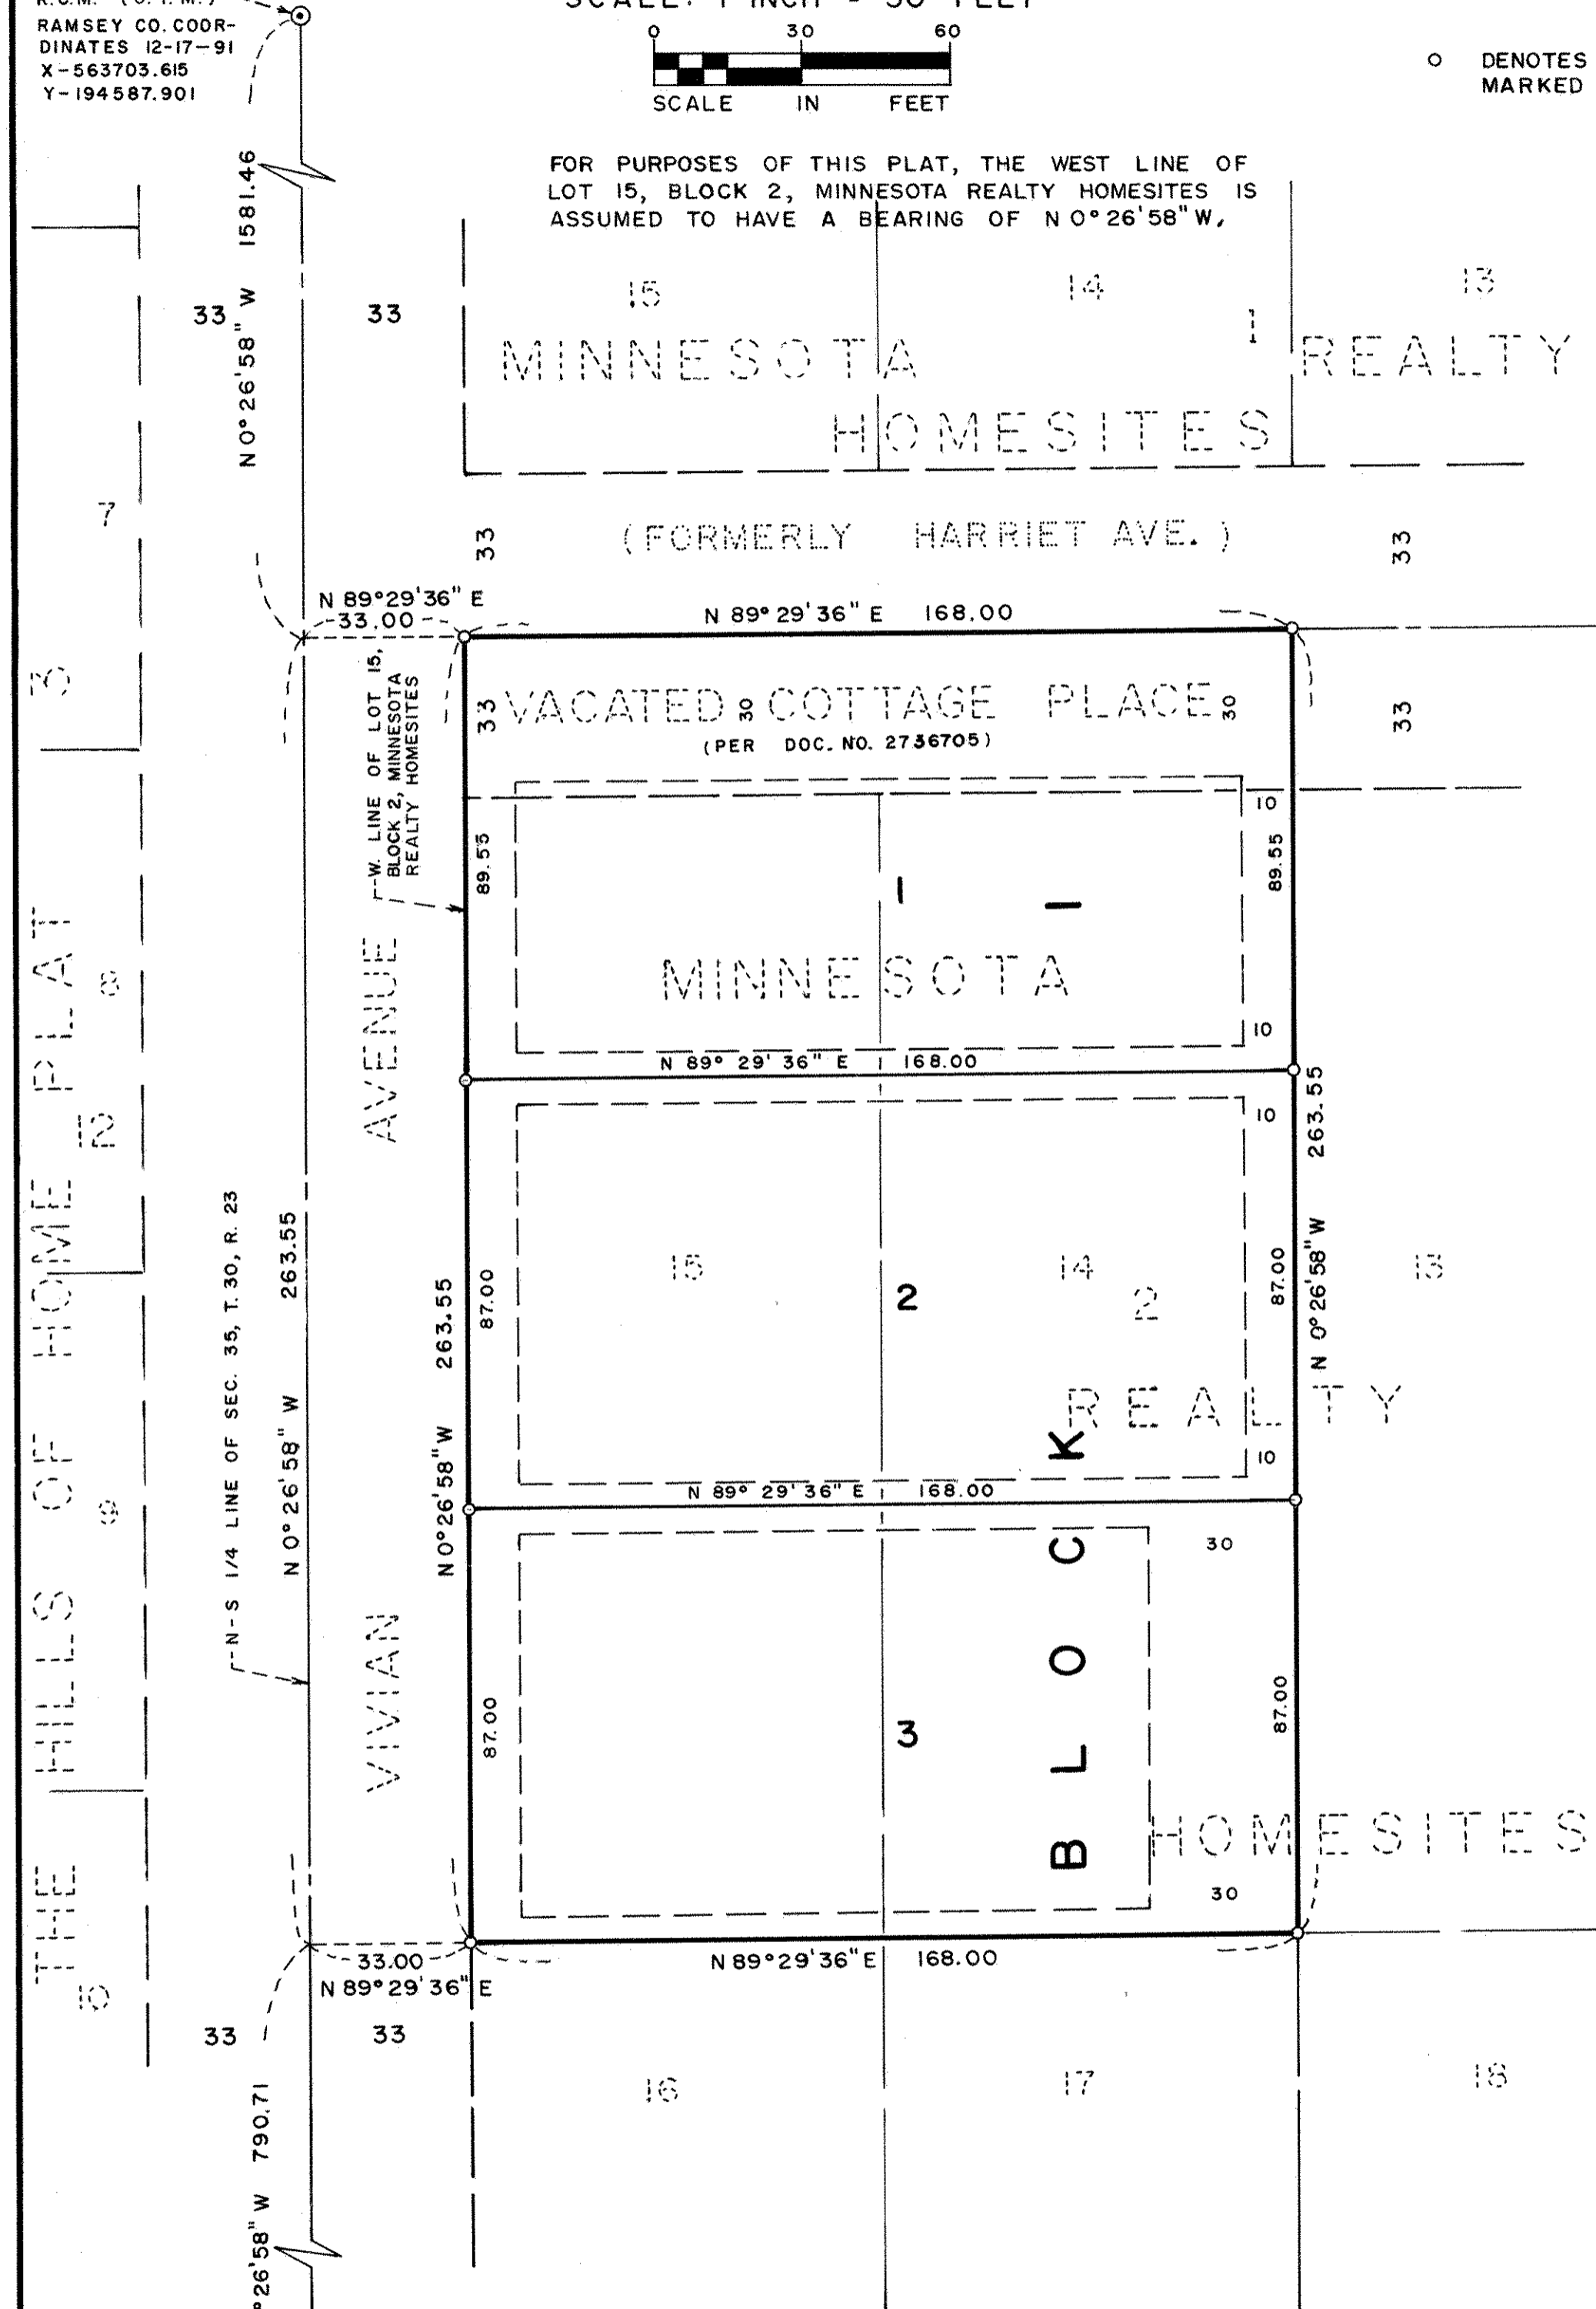 RAMSEY CO. COOR-
DINATES 12-17-91
X-563703.615
Y-194587.901
SCALE: 1 INCH = 30 FEET
0 30 60
SCALE IN FEET
DENOTES
MARKED
FOR PURPOSES OF THIS PLAT, THE WEST LINE OF
LOT 15, BLOCK 2, MINNESOTA REALTY HOMESITES IS
ASSUMED TO HAVE A BEARING OF N 0° 26' 58" W.
N 0° 26' 58" W 1581.46
33 33
15 14 1 13
MINNESOTA REALTY
HOMESITES
7
33 (FORMERLY HARRIET AVE.) 33
N 89° 29' 36" E
33.00
N 89° 29' 36" E 168.00
3
W. LINE OF LOT 15,
BLOCK 2, MINNESOTA
REALTY HOMESITES
33 VACATED 30 COTTAGE PLACE 30 33
(PER DOC. NO. 2736705)
10
89.55 89.55
1 1
MINNESOTA
10
N 89° 29' 36" E 168.00
8
12
THE HILLS OF HOME PLAT
VIVIAN AVENUE
N-S 1/4 LINE OF SEC. 35, T. 30, R. 23
N 0° 26' 58" W 263.55
N 0° 26' 58" W 263.55
N 0° 26' 58" W 263.55
10
87.00 87.00
15 14 13
2 2
REALTY
10
N 89° 29' 36" E 168.00
9
BLOCK
30
87.00 87.00
3
HOMESITES
30
33.00
N 89° 29' 36" E
N 89° 29' 36" E 168.00
10
33 33
16 17 18
26' 58" W 790.71